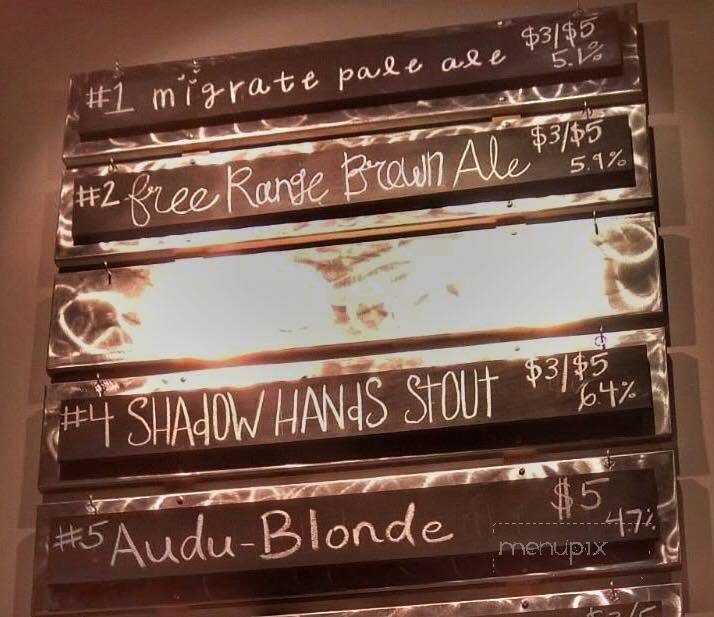 #1 migrate pale ale $3/$5
5.1%
#2 free Range Brown Ale $3/$5
5.9%
#4 SHAdOW HANdS StOUt $3/$5
6.4%
#5 Audu-Blonde $5
4.7%
menupix